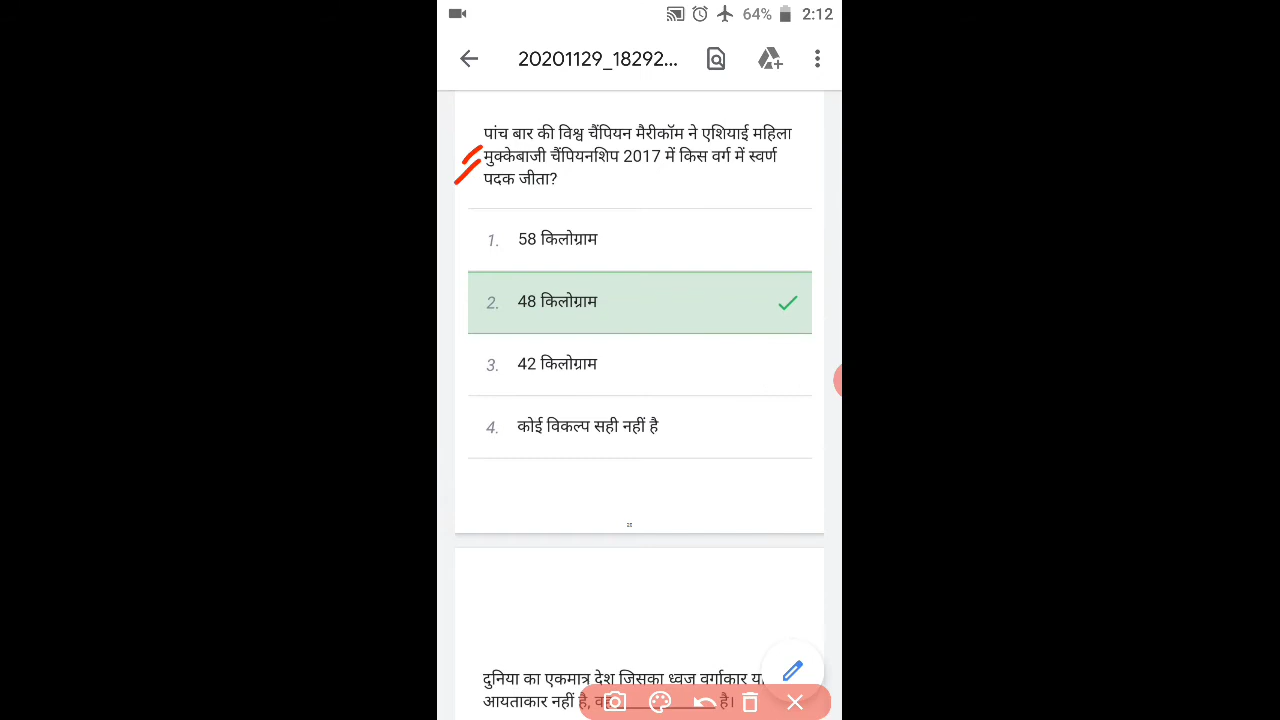 64% 2:12
20201129_18292...
पांच बार की विश्व चैंपियन मैरीकॉम ने एशियाई महिला
मुक्केबाजी चैंपियनशिप 2017 में किस वर्ग में स्वर्ण
पदक जीता?
1. 58 किलोग्राम
2. 48 किलोग्राम
3. 42 किलोग्राम
4. कोई विकल्प सही नहीं है
दुनिया का एकमात्र देश जिसका ध्वज वर्गाकार
आयताकार नहीं है, है।